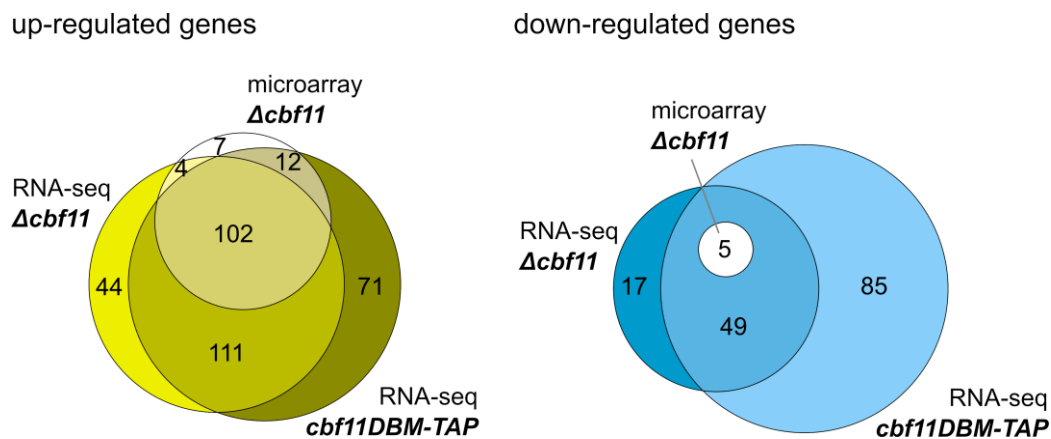 up-regulated genes
microarray
Δcbf11
7
4
12
RNA-seq
Δcbf11
102
44
71
111
RNA-seq
cbf11DBM-TAP
down-regulated genes
microarray
Δcbf11
RNA-seq
Δcbf11
5
17
85
49
RNA-seq
cbf11DBM-TAP